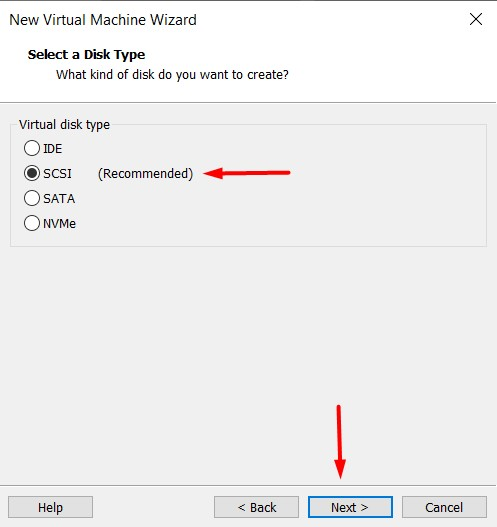 New Virtual Machine Wizard
Select a Disk Type
What kind of disk do you want to create?
Virtual disk type
IDE
SCSI (Recommended)
SATA
NVMe
Help
< Back
Next >
Cancel